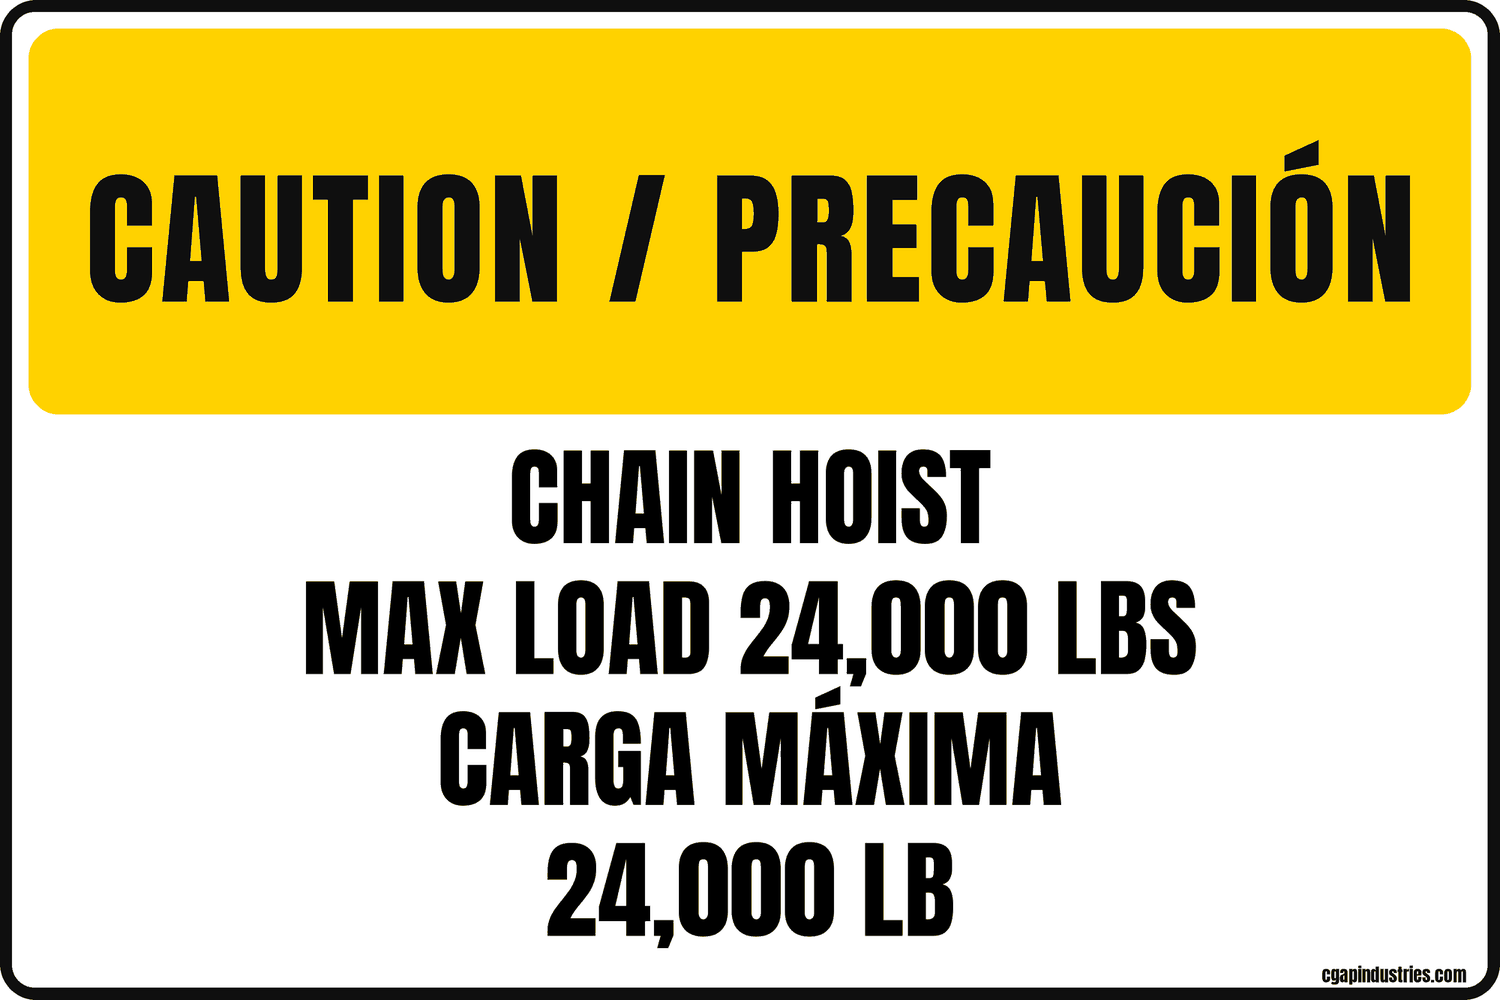 CAUTION / PRECAUCIÓN
CHAIN HOIST
MAX LOAD 24,000 LBS
CARGA MÁXIMA
24,000 LB
cgapindustries.com